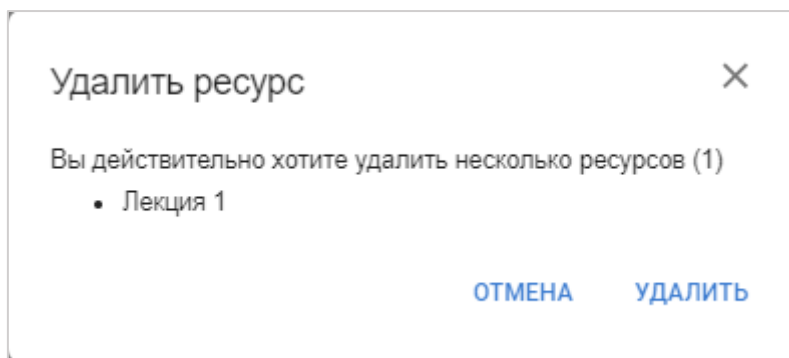 Удалить ресурс
Вы действительно хотите удалить несколько ресурсов (1)
• Лекция 1
ОТМЕНА УДАЛИТЬ